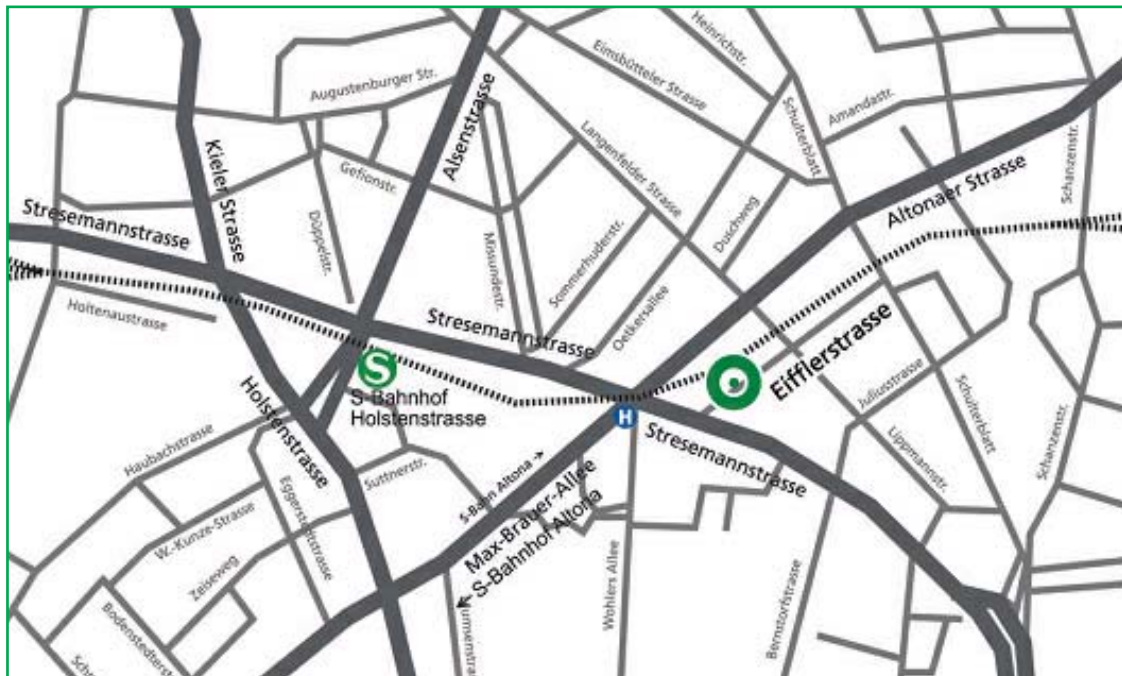 Heinrichstr.
Eimsbütteler Strasse
Augustenburger Str.
Alsenstrasse
Kieler Strasse
Gefionstr.
Langenfelder Strasse
Schulterblatt
Amandastr.
Schanzenstr.
Altonaer Strasse
Stresemannstrasse
Düppelstr.
Missundestr.
Sommerhuderstr.
Duschweg
Oetkersallee
Holtenaustrasse
Stresemannstrasse
Eifflerstrasse
S
S-Bahnhof
Holstenstrasse
H
Holstenstrasse
Juliusstrasse
Schulterblatt
Stresemannstrasse
Lippmannstr.
Schanzenstr.
Haubachstrasse
Suttnerstr.
Eggerstedtstrasse
S-Bahn Altona
Max-Brauer-Allee
S-Bahnhof Altona
W.-Kunze-Strasse
Zeiseweg
Wohlers Allee
Bernstorfstrasse